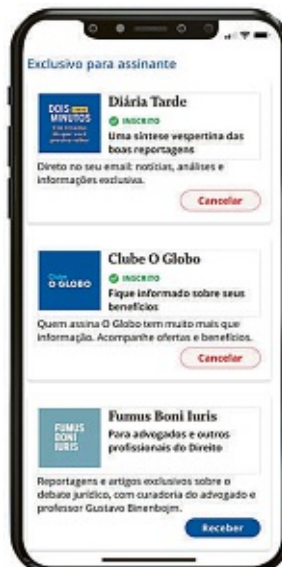 Exclusivo para assinante
DOIS
MINUTOS
Diária Tarde
INSCRITO
Uma síntese vespertina das
boas reportagens
Direto no seu email: notícias, análises e
informações exclusiva.
Cancelar
Clube
O GLOBO
Clube O Globo
INSCRITO
Fique informado sobre seus
benefícios
Quem assina O Globo tem muito mais que
informação. Acompanhe ofertas e benefícios.
Cancelar
FUMUS
BONI
IURIS
Fumus Boni Iuris
Para advogados e outros
profissionais do Direito
Reportagens e artigos exclusivos sobre o
debate jurídico, com curadoria do advogado e
professor Gustavo Binenbojm.
Receber